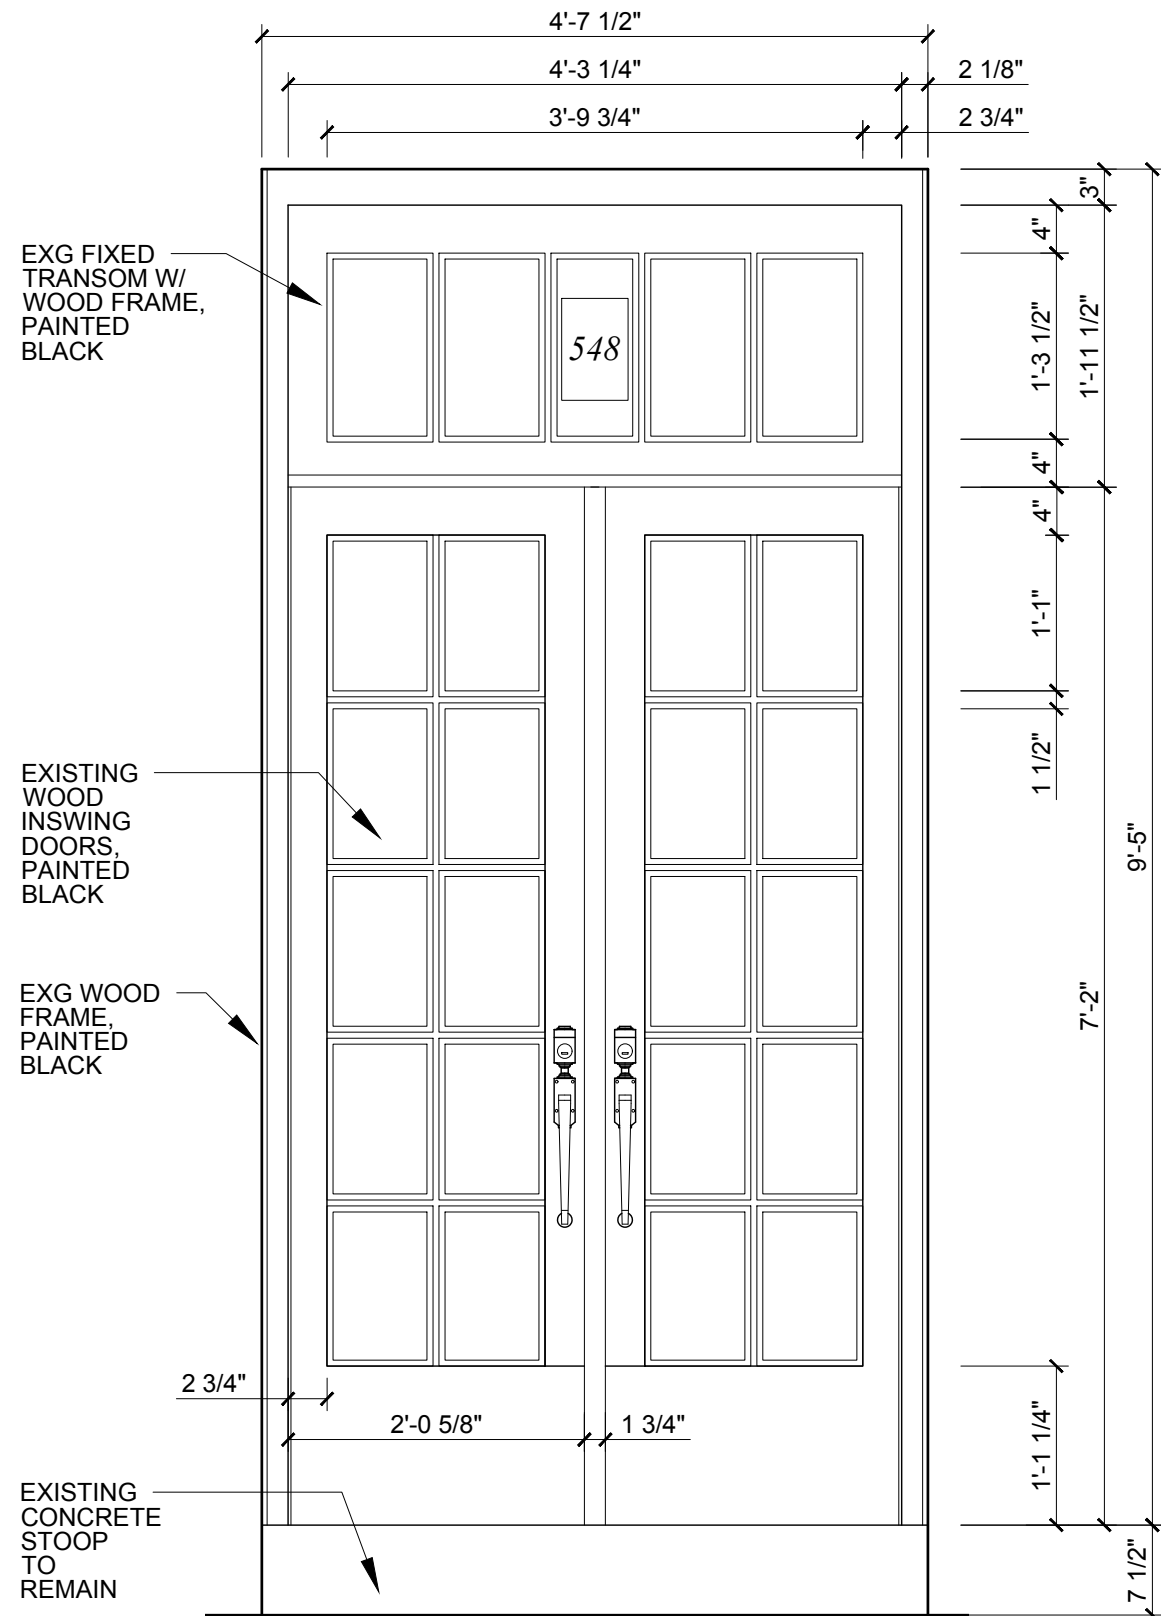 4'-7 1/2"
4'-3 1/4"
2 1/8"
3'-9 3/4"
2 3/4"
3"
4"
EXG FIXED
TRANSOM W/
WOOD FRAME,
PAINTED
BLACK
548
1'-3 1/2"
1'-11 1/2"
4"
4"
1'-1"
1 1/2"
EXISTING
WOOD
INSWING
DOORS,
PAINTED
BLACK
9'-5"
EXG WOOD
FRAME,
PAINTED
BLACK
7'-2"
2 3/4"
2'-0 5/8"
1 3/4"
1'-1 1/4"
EXISTING
CONCRETE
STOOP
TO
REMAIN
7 1/2"